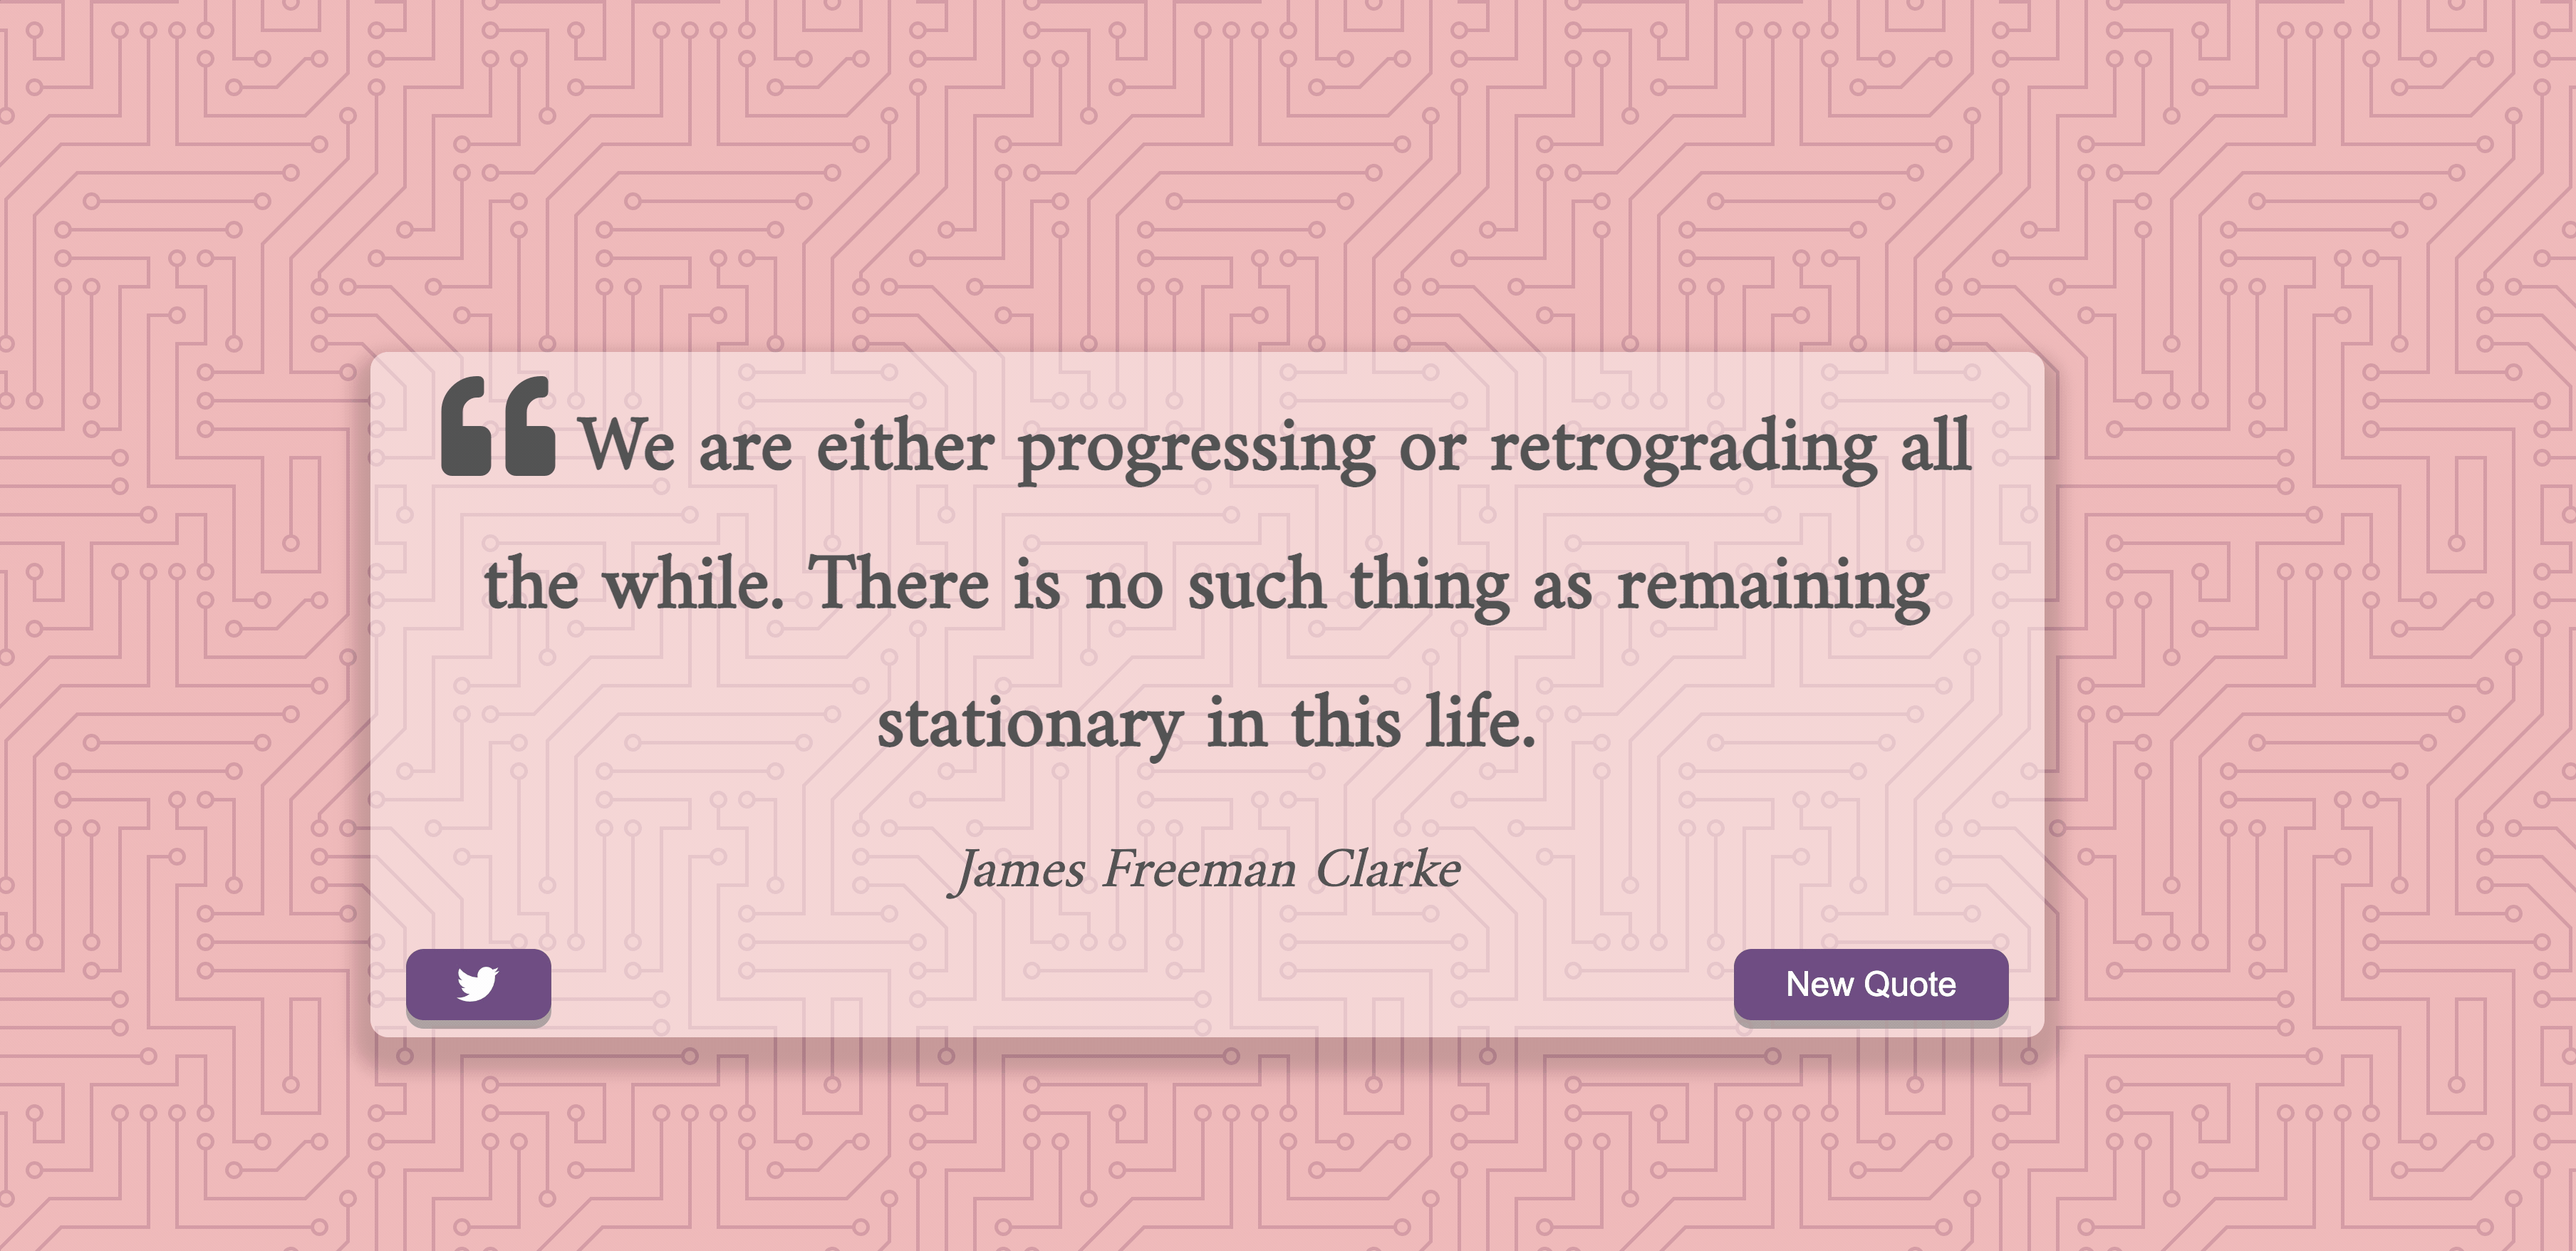 We are either progressing or retrograding all
the while. There is no such thing as remaining
stationary in this life.
James Freeman Clarke
New Quote